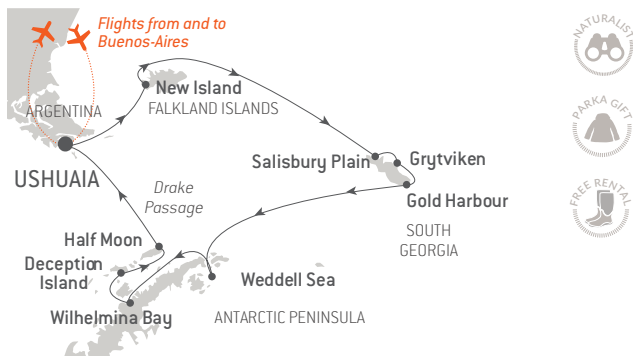 Flights from and to
Buenos-Aires
NATURALIST
New Island
ARGENTINA
FALKLAND ISLANDS
PARKA GIFT
Salisbury Plain
Grytviken
USHUAIA
Drake
Passage
Gold Harbour
FREE RENTAL
SOUTH
GEORGIA
Half Moon
Deception
Island
Weddell Sea
Wilhelmina Bay
ANTARCTIC PENINSULA